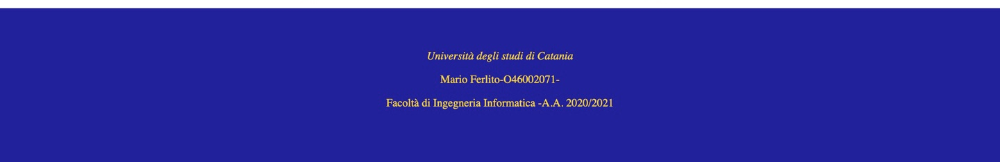 Università degli studi di Catania
Mario Ferlito-O46002071-
Facoltà di Ingegneria Informatica -A.A. 2020/2021